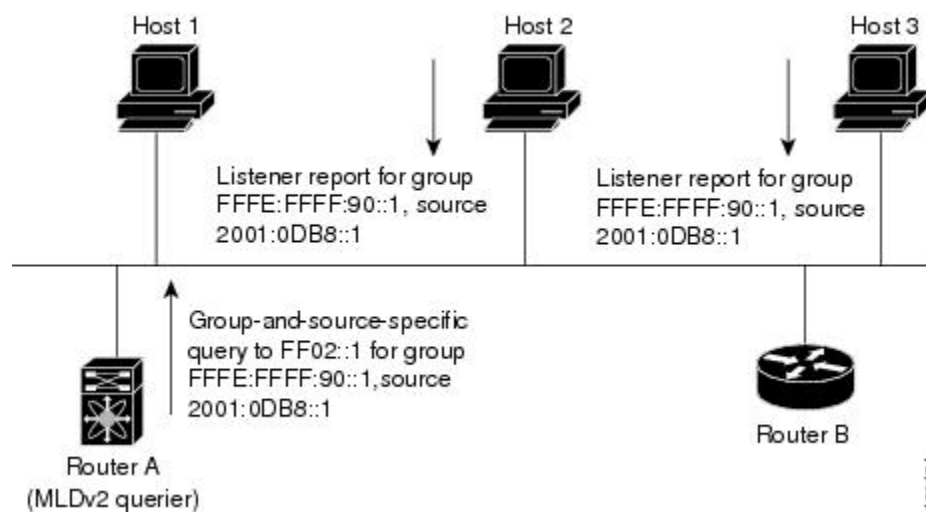 Host 1
Host 2
Host 3
Listener report for group
FFFE:FFFF:90::1, source
2001:0DB8::1
Listener report for group
FFFE:FFFF:90::1, source
2001:0DB8::1
Group-and-source-specific
query to FF02::1 for group
FFFE:FFFF:90::1,source
2001:0DB8::1
Router A
(MLDv2 querier)
Router B